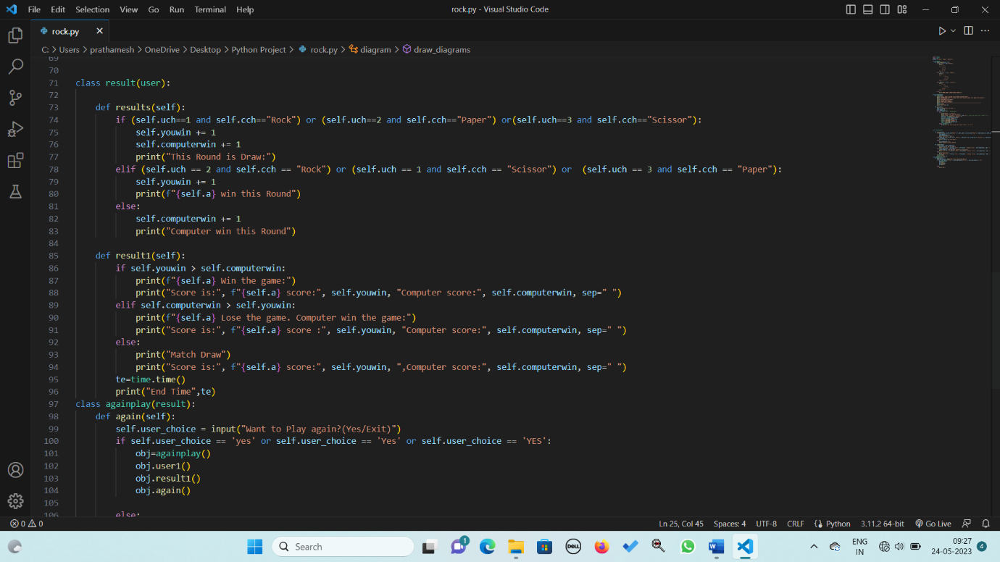 File Edit Selection View Go Run Terminal Help rock.py - Visual Studio Code
rock.py
C: > Users > prathamesh > OneDrive > Desktop > Python Project > rock.py > diagram > draw_diagrams
69
70
71 class result(user):
72
73 def results(self):
74 if (self.uch==1 and self.cch=="Rock") or (self.uch==2 and self.cch=="Paper") or(self.uch==3 and self.cch=="Scissor"):
75 self.youwin += 1
76 self.computerwin += 1
77 print("This Round is Draw:")
78 elif (self.uch == 2 and self.cch == "Rock") or (self.uch == 1 and self.cch == "Scissor") or  (self.uch == 3 and self.cch == "Paper"):
79 self.youwin += 1
80 print(f"{self.a} win this Round")
81 else:
82 self.computerwin += 1
83 print("Computer win this Round")
84
85 def result1(self):
86 if self.youwin > self.computerwin:
87 print(f"{self.a} Win the game:")
88 print("Score is:", f"{self.a} score:", self.youwin, "Computer score:", self.computerwin, sep=" ")
89 elif self.computerwin > self.youwin:
90 print(f"{self.a} Lose the game. Computer win the game:")
91 print("Score is:", f"{self.a} score :", self.youwin, "Computer score:", self.computerwin, sep=" ")
92 else:
93 print("Match Draw")
94 print("Score is:", f"{self.a} score:", self.youwin, ",Computer score:", self.computerwin, sep=" ")
95 te=time.time()
96 print("End Time",te)
97 class againplay(result):
98 def again(self):
99 self.user_choice = input("Want to Play again?(Yes/Exit)")
100 if self.user_choice == 'yes' or self.user_choice == 'Yes' or self.user_choice == 'YES':
101 obj=againplay()
102 obj.user1()
103 obj.result1()
104 obj.again()
105
106 else:
0 0 Ln 25, Col 45 Spaces: 4 UTF-8 CRLF Python 3.11.2 64-bit Go Live
Search 1 DELL ENG IN 09:27 24-05-2023 4